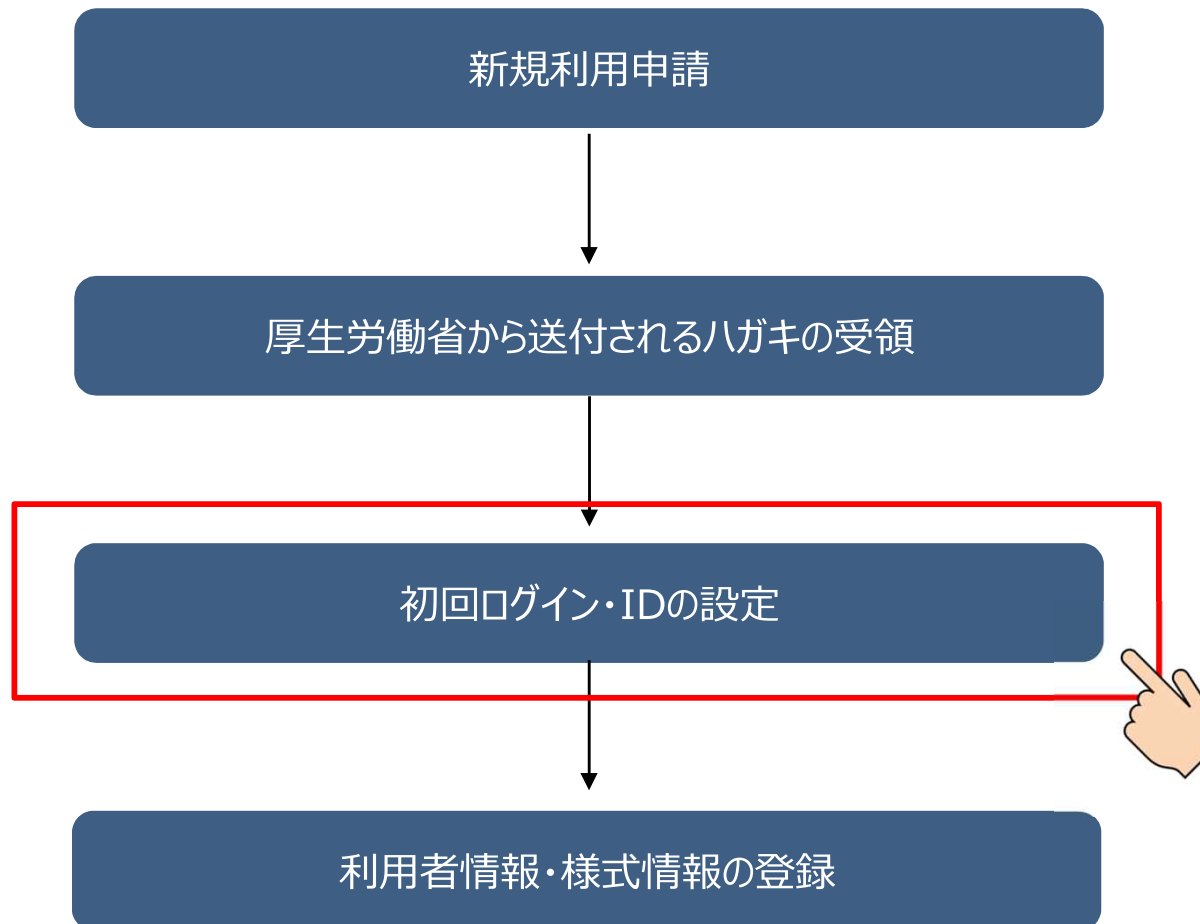 新規利用申請
厚生労働省から送付されるハガキの受領
初回ログイン・IDの設定
利用者情報・様式情報の登録